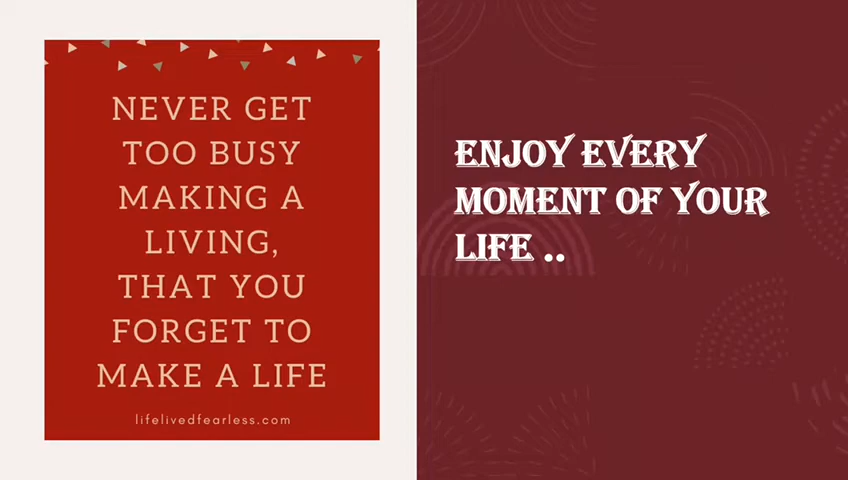 NEVER GET
TOO BUSY
MAKING A
LIVING,
THAT YOU
FORGET TO
MAKE A LIFE
lifelivedfearless.com
ENJOY EVERY
MOMENT OF YOUR
LIFE ..